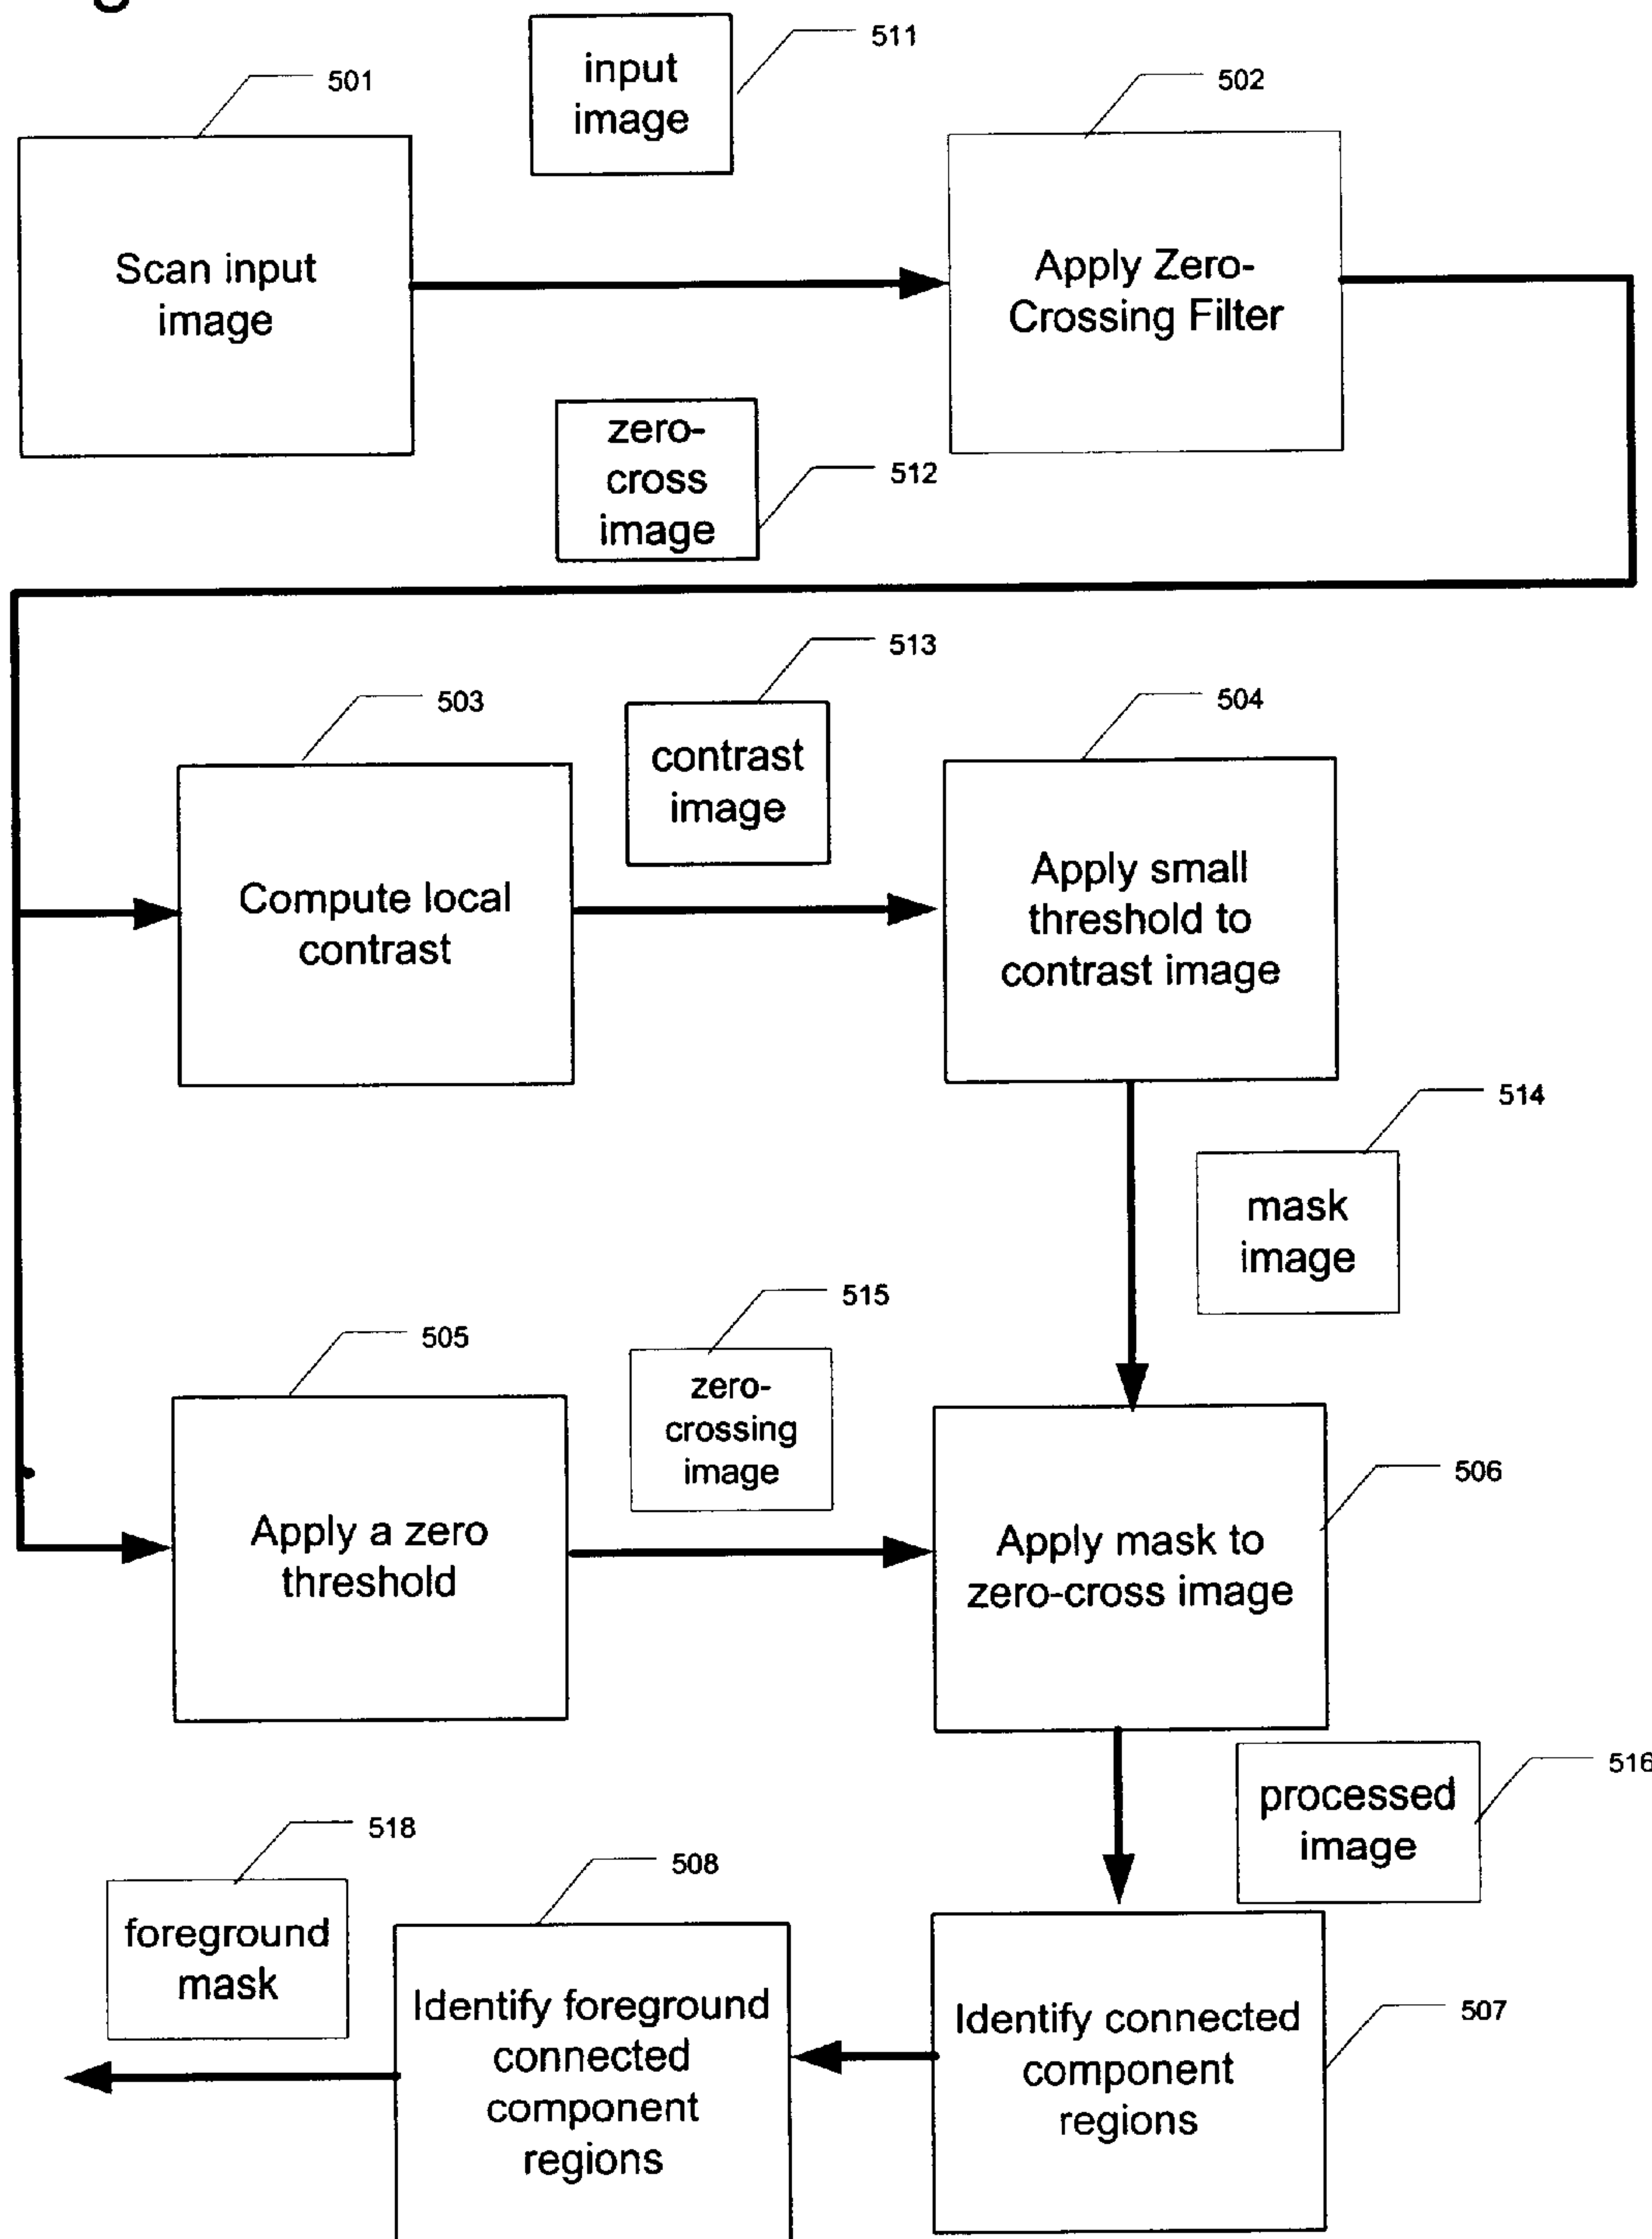 511
input
image
501
502
Scan input
image
Apply Zero-
Crossing Filter
zero-
cross
image
512
513
503
contrast
image
504
Compute local
contrast
Apply small
threshold to
contrast image
514
mask
image
515
505
zero-
crossing
image
506
Apply a zero
threshold
Apply mask to
zero-cross image
516
processed
image
518
508
foreground
mask
Identify foreground
connected
component
regions
Identify connected
component
regions
507